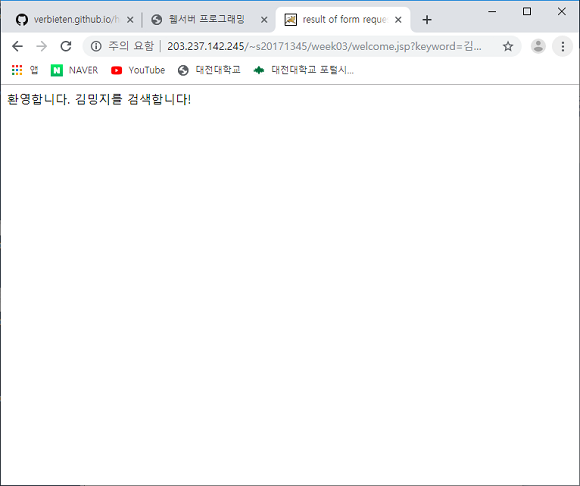 verbieten.github.io/h
웹서버 프로그래밍
result of form reque
주의 요함 | 203.237.142.245/~s20171345/week03/welcome.jsp?keyword=김...
앱 NAVER YouTube 대전대학교 대전대학교 포털시...
환영합니다. 김밍지를 검색합니다!